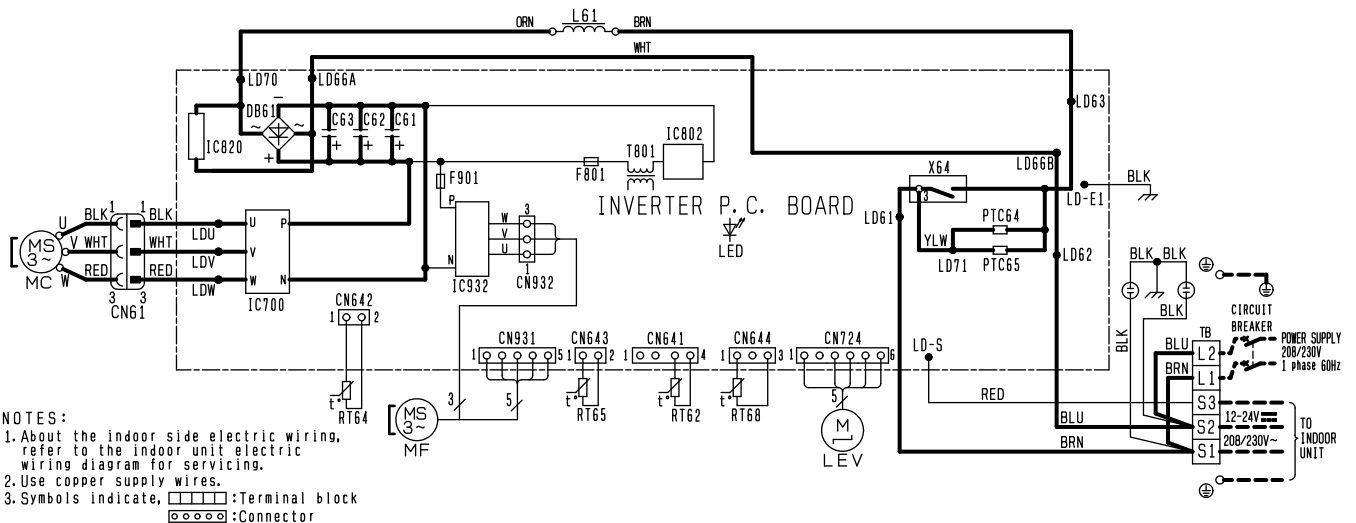 ORN L61 BRN
WHT
LD70 LD66A
DB61 − LD63
~ ~ C63 C62 C61
IC820 + + + + T801 IC802
F801 X64 LD66B
F901 3 BLK
INVERTER P. C. BOARD LD-E1
P LED
U BLK 1 1 BLK LDU U P W 3 LD61 PTC64
MS 3~ V WHT WHT LDV V V YLW LD62
MC W RED RED LDW W N N U 1 LD71 PTC65
3 3 CN61 IC700 IC932 CN932
BLK BLK
CN642
1 2
BLK
BLK
CIRCUIT
BREAKER
CN931 CN643 CN641 CN644 CN724 LD-S
1 5 1 2 1 4 1 3 1 6
TB
BLU L2
BRN L1
POWER SUPPLY
208/230V
1 phase 60Hz
t° RT64
3 5 t° RT65 t° RT62 t° RT68 5
RED S3
12-24V
BLU S2
208/230V~
BRN S1
TO
INDOOR
UNIT
MS 3~
MF
M
LEV
NOTES:
1. About the indoor side electric wiring,
refer to the indoor unit electric
wiring diagram for servicing.
2. Use copper supply wires.
3. Symbols indicate, :Terminal block
:Connector